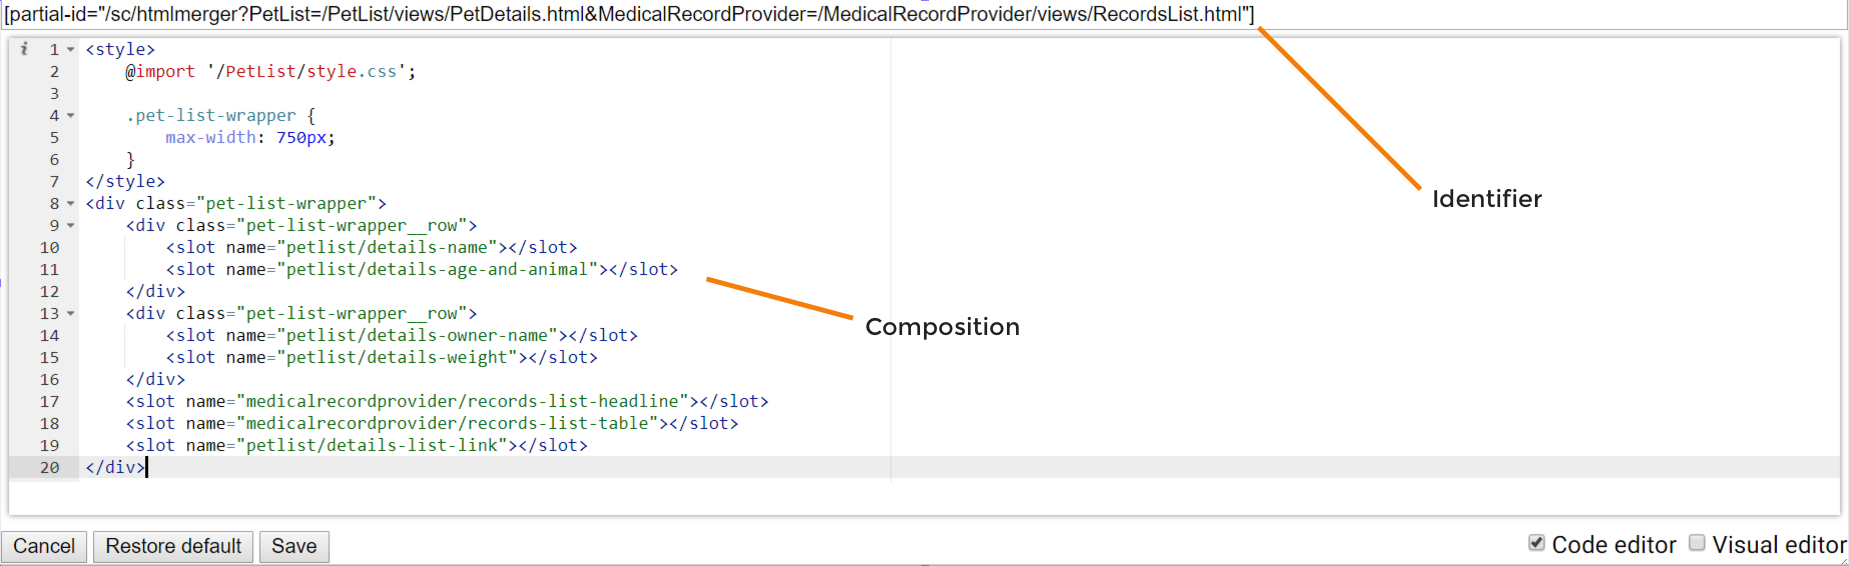 [partial-id="/sc/htmlmerger?PetList=/PetList/views/PetDetails.html&MedicalRecordProvider=/MedicalRecordProvider/views/RecordsList.html"]
i 1 <style>
2 @import '/PetList/style.css';
3
4 .pet-list-wrapper {
5 max-width: 750px;
6 }
7 </style>
8 <div class="pet-list-wrapper">
Identifier
9 <div class="pet-list-wrapper__row">
10 <slot name="petlist/details-name"></slot>
11 <slot name="petlist/details-age-and-animal"></slot>
12 </div>
13 <div class="pet-list-wrapper__row">
Composition
14 <slot name="petlist/details-owner-name"></slot>
15 <slot name="petlist/details-weight"></slot>
16 </div>
17 <slot name="medicalrecordprovider/records-list-headline"></slot>
18 <slot name="medicalrecordprovider/records-list-table"></slot>
19 <slot name="petlist/details-list-link"></slot>
20 </div>
Cancel Restore default Save Code editor Visual editor